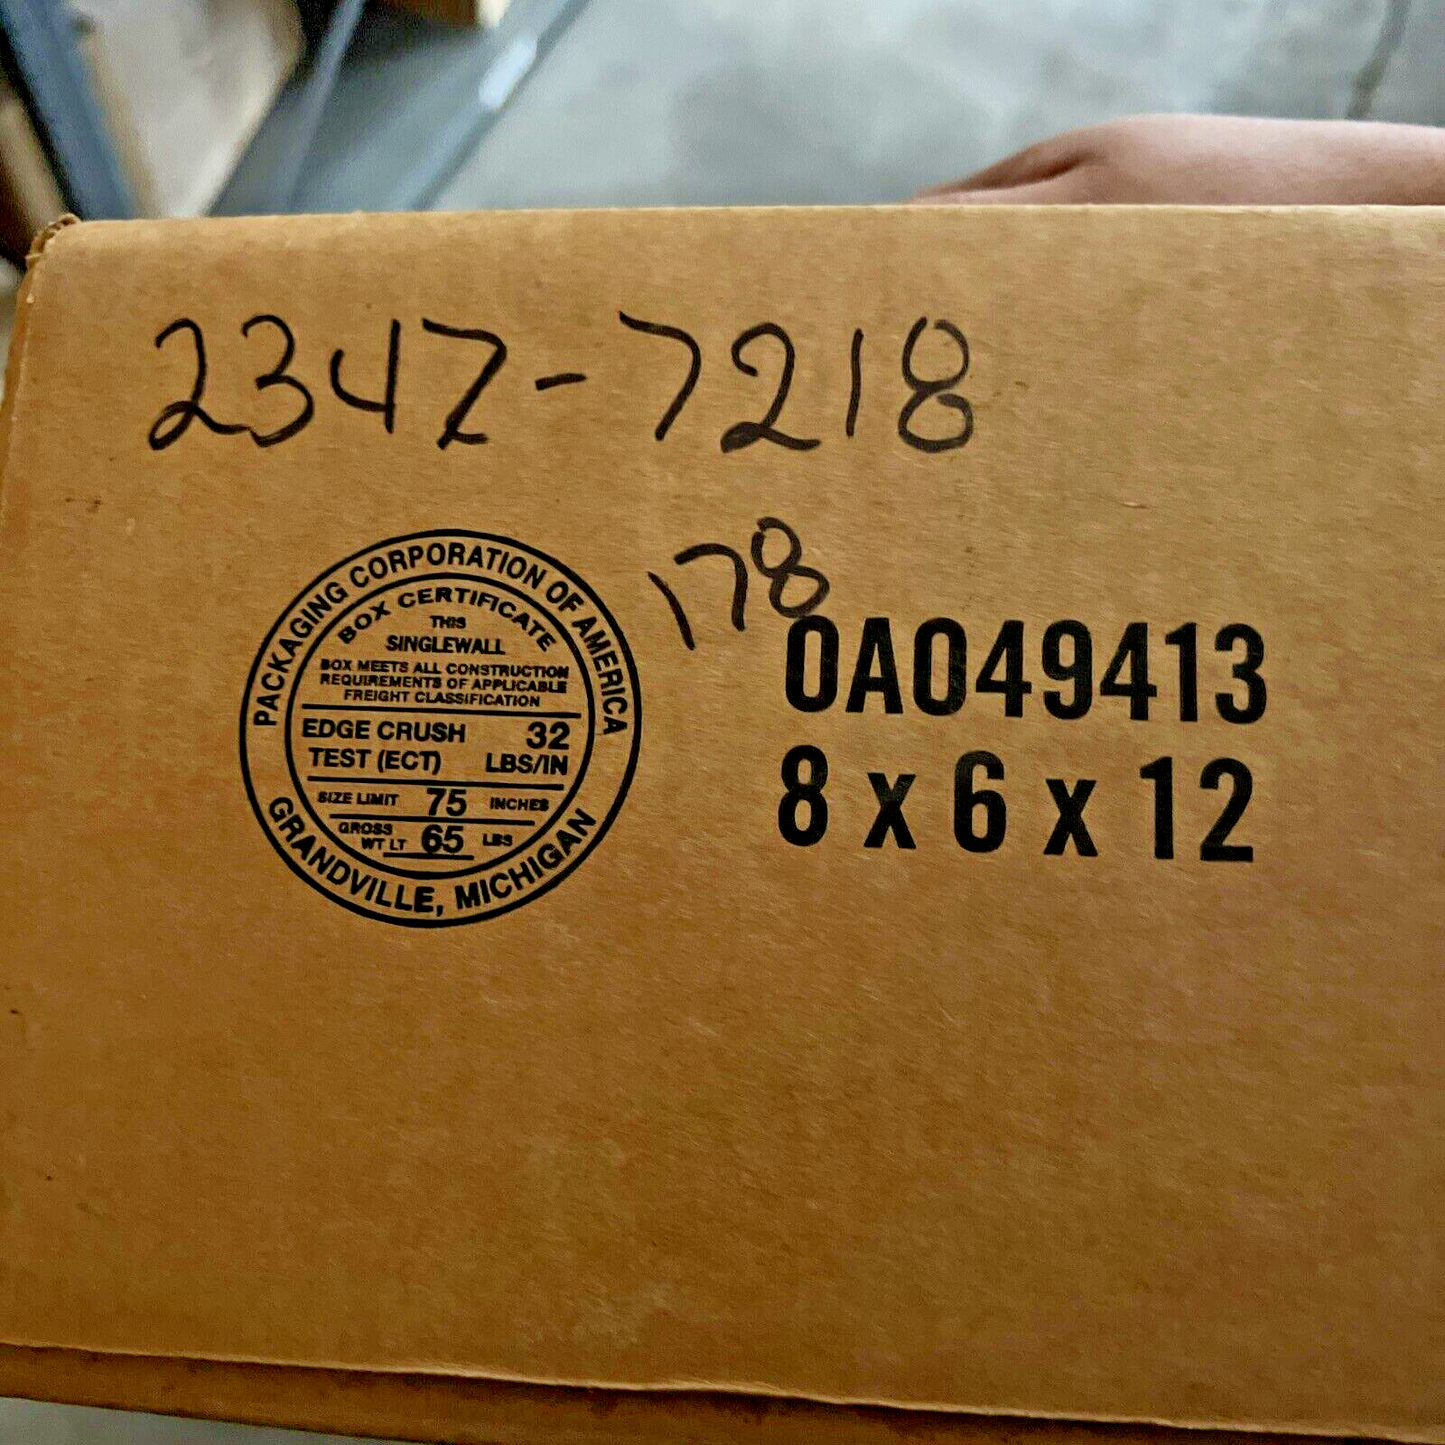 2347-7218
178
PACKAGING CORPORATION OF AMERICA
BOX CERTIFICATE
THIS
SINGLEWALL
BOX MEETS ALL CONSTRUCTION
REQUIREMENTS OF APPLICABLE
FREIGHT CLASSIFICATION
EDGE CRUSH 32
TEST (ECT) LBS/IN
SIZE LIMIT 75 INCHES
GROSS
WT LT 65 LBS
GRANDVILLE, MICHIGAN
0A049413
8 x 6 x 12